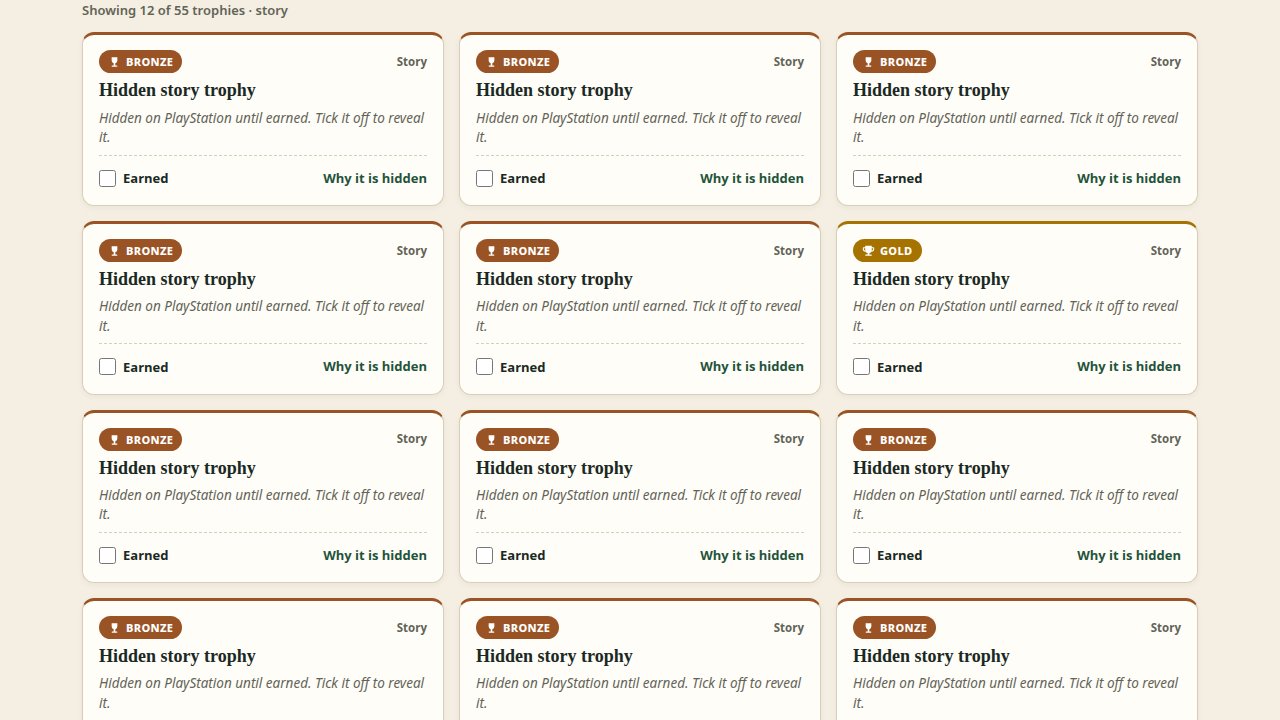 Showing 12 of 55 trophies · story
BRONZE Story
Hidden story trophy
Hidden on PlayStation until earned. Tick it off to reveal
it.
Earned Why it is hidden
BRONZE Story
Hidden story trophy
Hidden on PlayStation until earned. Tick it off to reveal
it.
Earned Why it is hidden
BRONZE Story
Hidden story trophy
Hidden on PlayStation until earned. Tick it off to reveal
it.
Earned Why it is hidden
BRONZE Story
Hidden story trophy
Hidden on PlayStation until earned. Tick it off to reveal
it.
Earned Why it is hidden
BRONZE Story
Hidden story trophy
Hidden on PlayStation until earned. Tick it off to reveal
it.
Earned Why it is hidden
GOLD Story
Hidden story trophy
Hidden on PlayStation until earned. Tick it off to reveal
it.
Earned Why it is hidden
BRONZE Story
Hidden story trophy
Hidden on PlayStation until earned. Tick it off to reveal
it.
Earned Why it is hidden
BRONZE Story
Hidden story trophy
Hidden on PlayStation until earned. Tick it off to reveal
it.
Earned Why it is hidden
BRONZE Story
Hidden story trophy
Hidden on PlayStation until earned. Tick it off to reveal
it.
Earned Why it is hidden
BRONZE Story
Hidden story trophy
Hidden on PlayStation until earned. Tick it off to reveal
it.
BRONZE Story
Hidden story trophy
Hidden on PlayStation until earned. Tick it off to reveal
it.
BRONZE Story
Hidden story trophy
Hidden on PlayStation until earned. Tick it off to reveal
it.